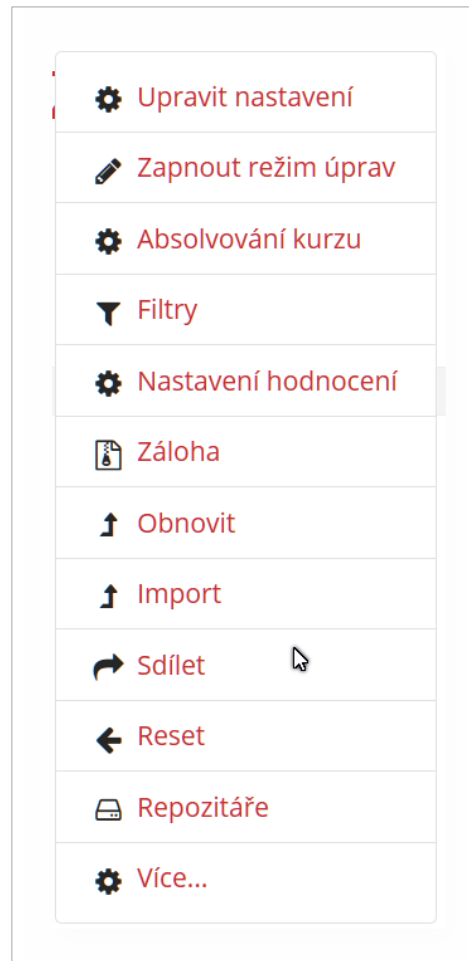 Upravit nastavení
Zapnout režim úprav
Absolvování kurzu
Filtry
Nastavení hodnocení
Záloha
Obnovit
Import
Sdílet
Reset
Repozitáře
Více...